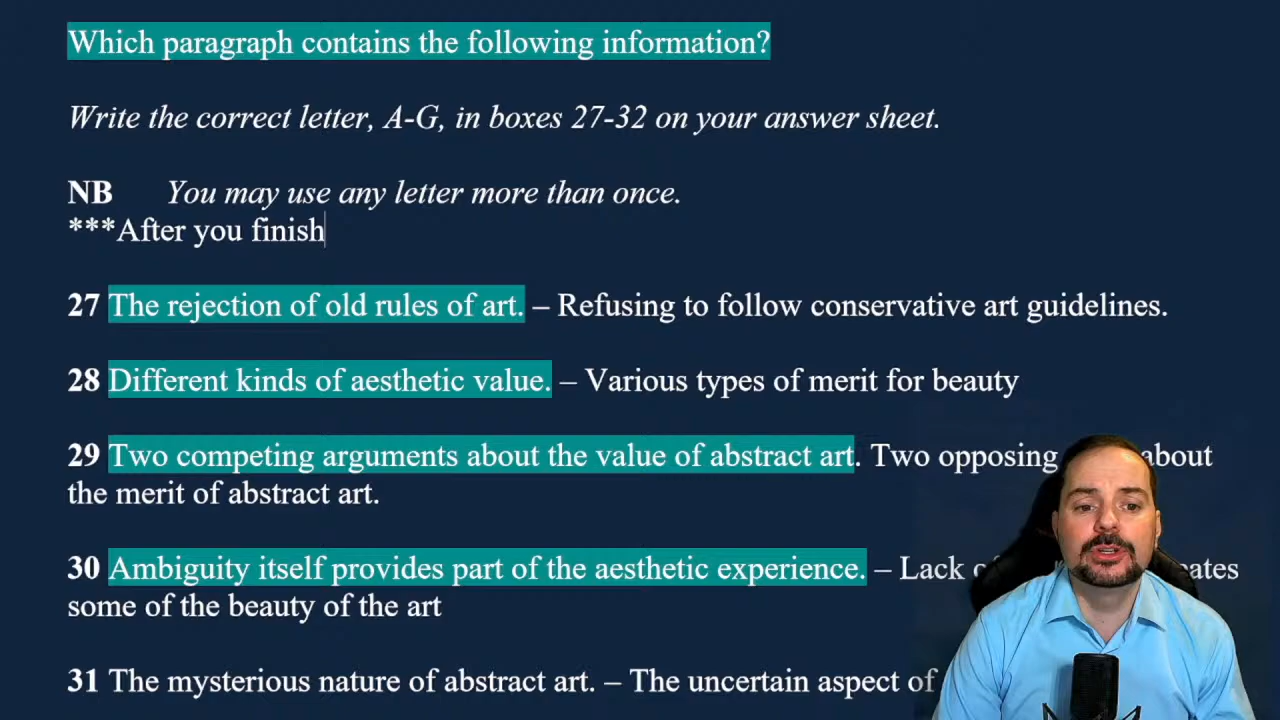 Which paragraph contains the following information?
Write the correct letter, A-G, in boxes 27-32 on your answer sheet.
NB You may use any letter more than once.
***After you finish
27 The rejection of old rules of art. – Refusing to follow conservative art guidelines.
28 Different kinds of aesthetic value. – Various types of merit for beauty
29 Two competing arguments about the value of abstract art. Two opposing about
the merit of abstract art.
30 Ambiguity itself provides part of the aesthetic experience. – Lack
some of the beauty of the art
31 The mysterious nature of abstract art. – The uncertain aspect of